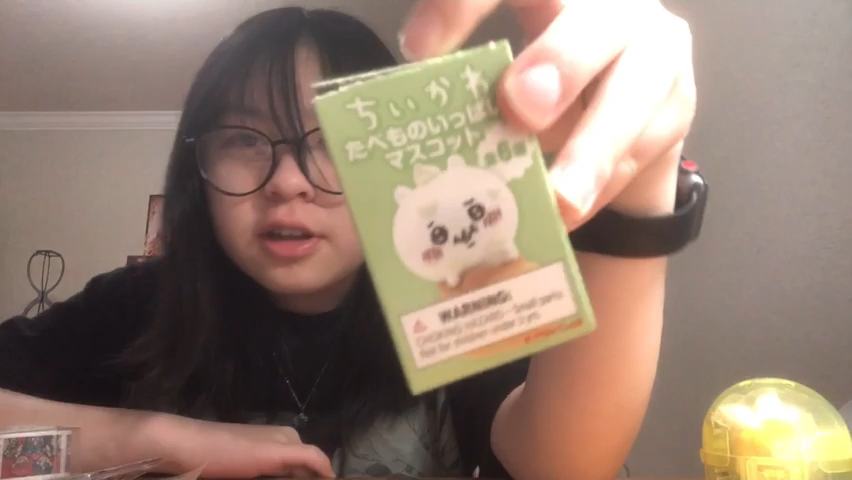 ちいかわ
たべものいっぱい
マスコット
WARNING:
CHOKING HAZARD—Small parts
Not for children under 3 yrs.